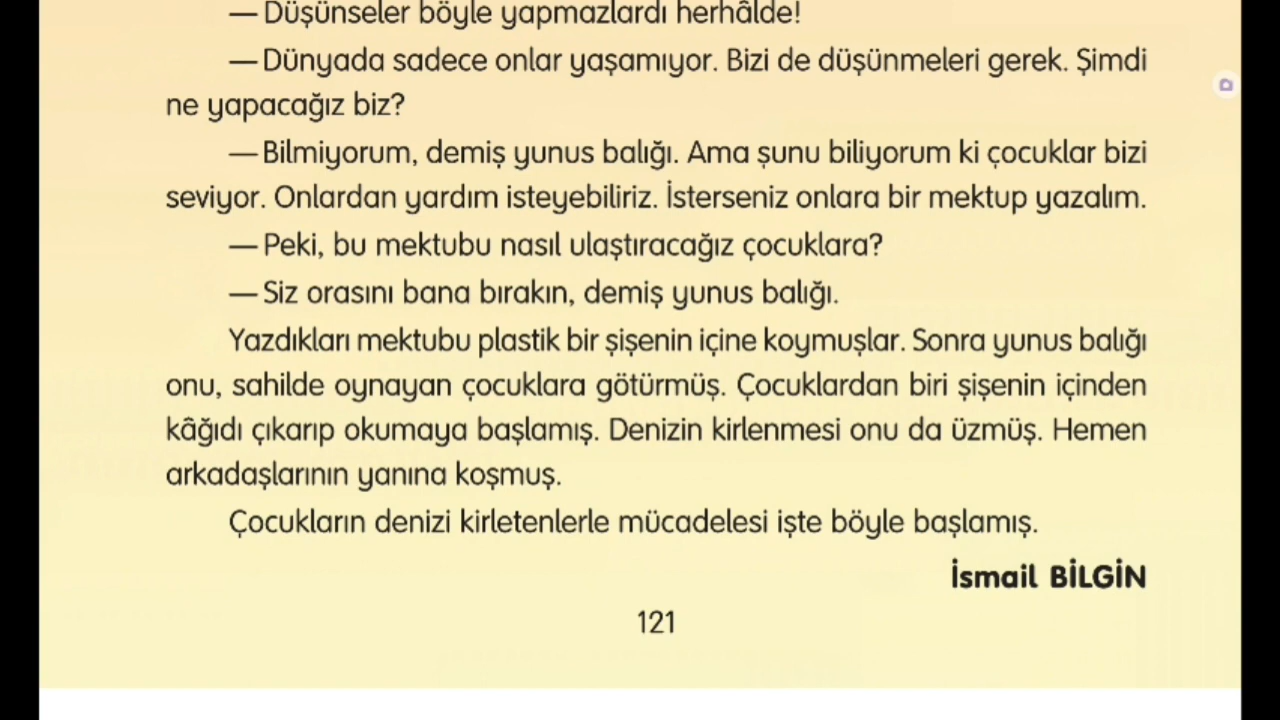 — Düşünseler böyle yapmazlardı herhâlde!
— Dünyada sadece onlar yaşamıyor. Bizi de düşünmeleri gerek. Şimdi
ne yapacağız biz?
— Bilmiyorum, demiş yunus balığı. Ama şunu biliyorum ki çocuklar bizi
seviyor. Onlardan yardım isteyebiliriz. İsterseniz onlara bir mektup yazalım.
— Peki, bu mektubu nasıl ulaştıracağız çocuklara?
— Siz orasını bana bırakın, demiş yunus balığı.
Yazdıkları mektubu plastik bir şişenin içine koymuşlar. Sonra yunus balığı
onu, sahilde oynayan çocuklara götürmüş. Çocuklardan biri şişenin içinden
kâğıdı çıkarıp okumaya başlamış. Denizin kirlenmesi onu da üzmüş. Hemen
arkadaşlarının yanına koşmuş.
Çocukların denizi kirletenlerle mücadelesi işte böyle başlamış.
İsmail BİLGİN
121